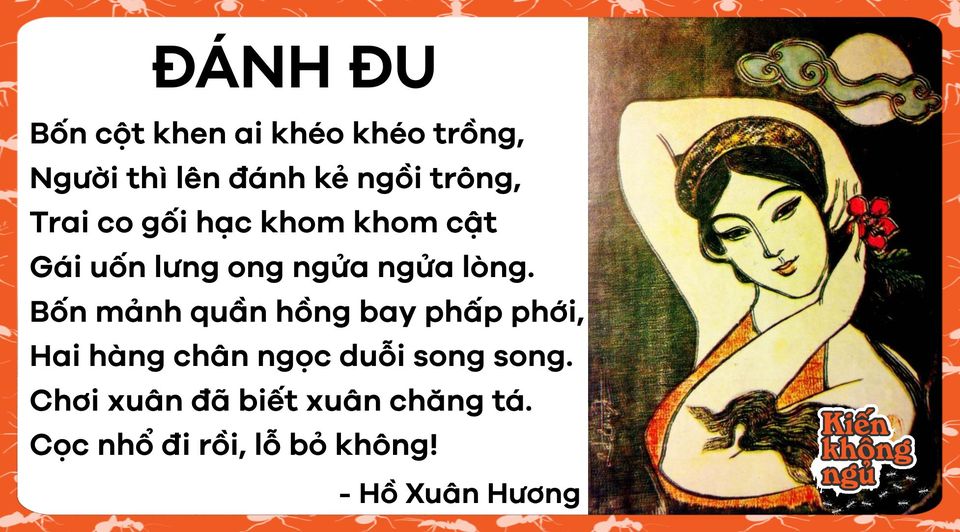 ĐÁNH ĐU
Bốn cột khen ai khéo khéo trồng,
Người thì lên đánh kẻ ngồi trông,
Trai co gối hạc khom khom cật
Gái uốn lưng ong ngửa ngửa lòng.
Bốn mảnh quần hồng bay phấp phới,
Hai hàng chân ngọc duỗi song song.
Chơi xuân đã biết xuân chăng tá.
Cọc nhổ đi rồi, lỗ bỏ không!
- Hồ Xuân Hương
Kiến
không
ngủ